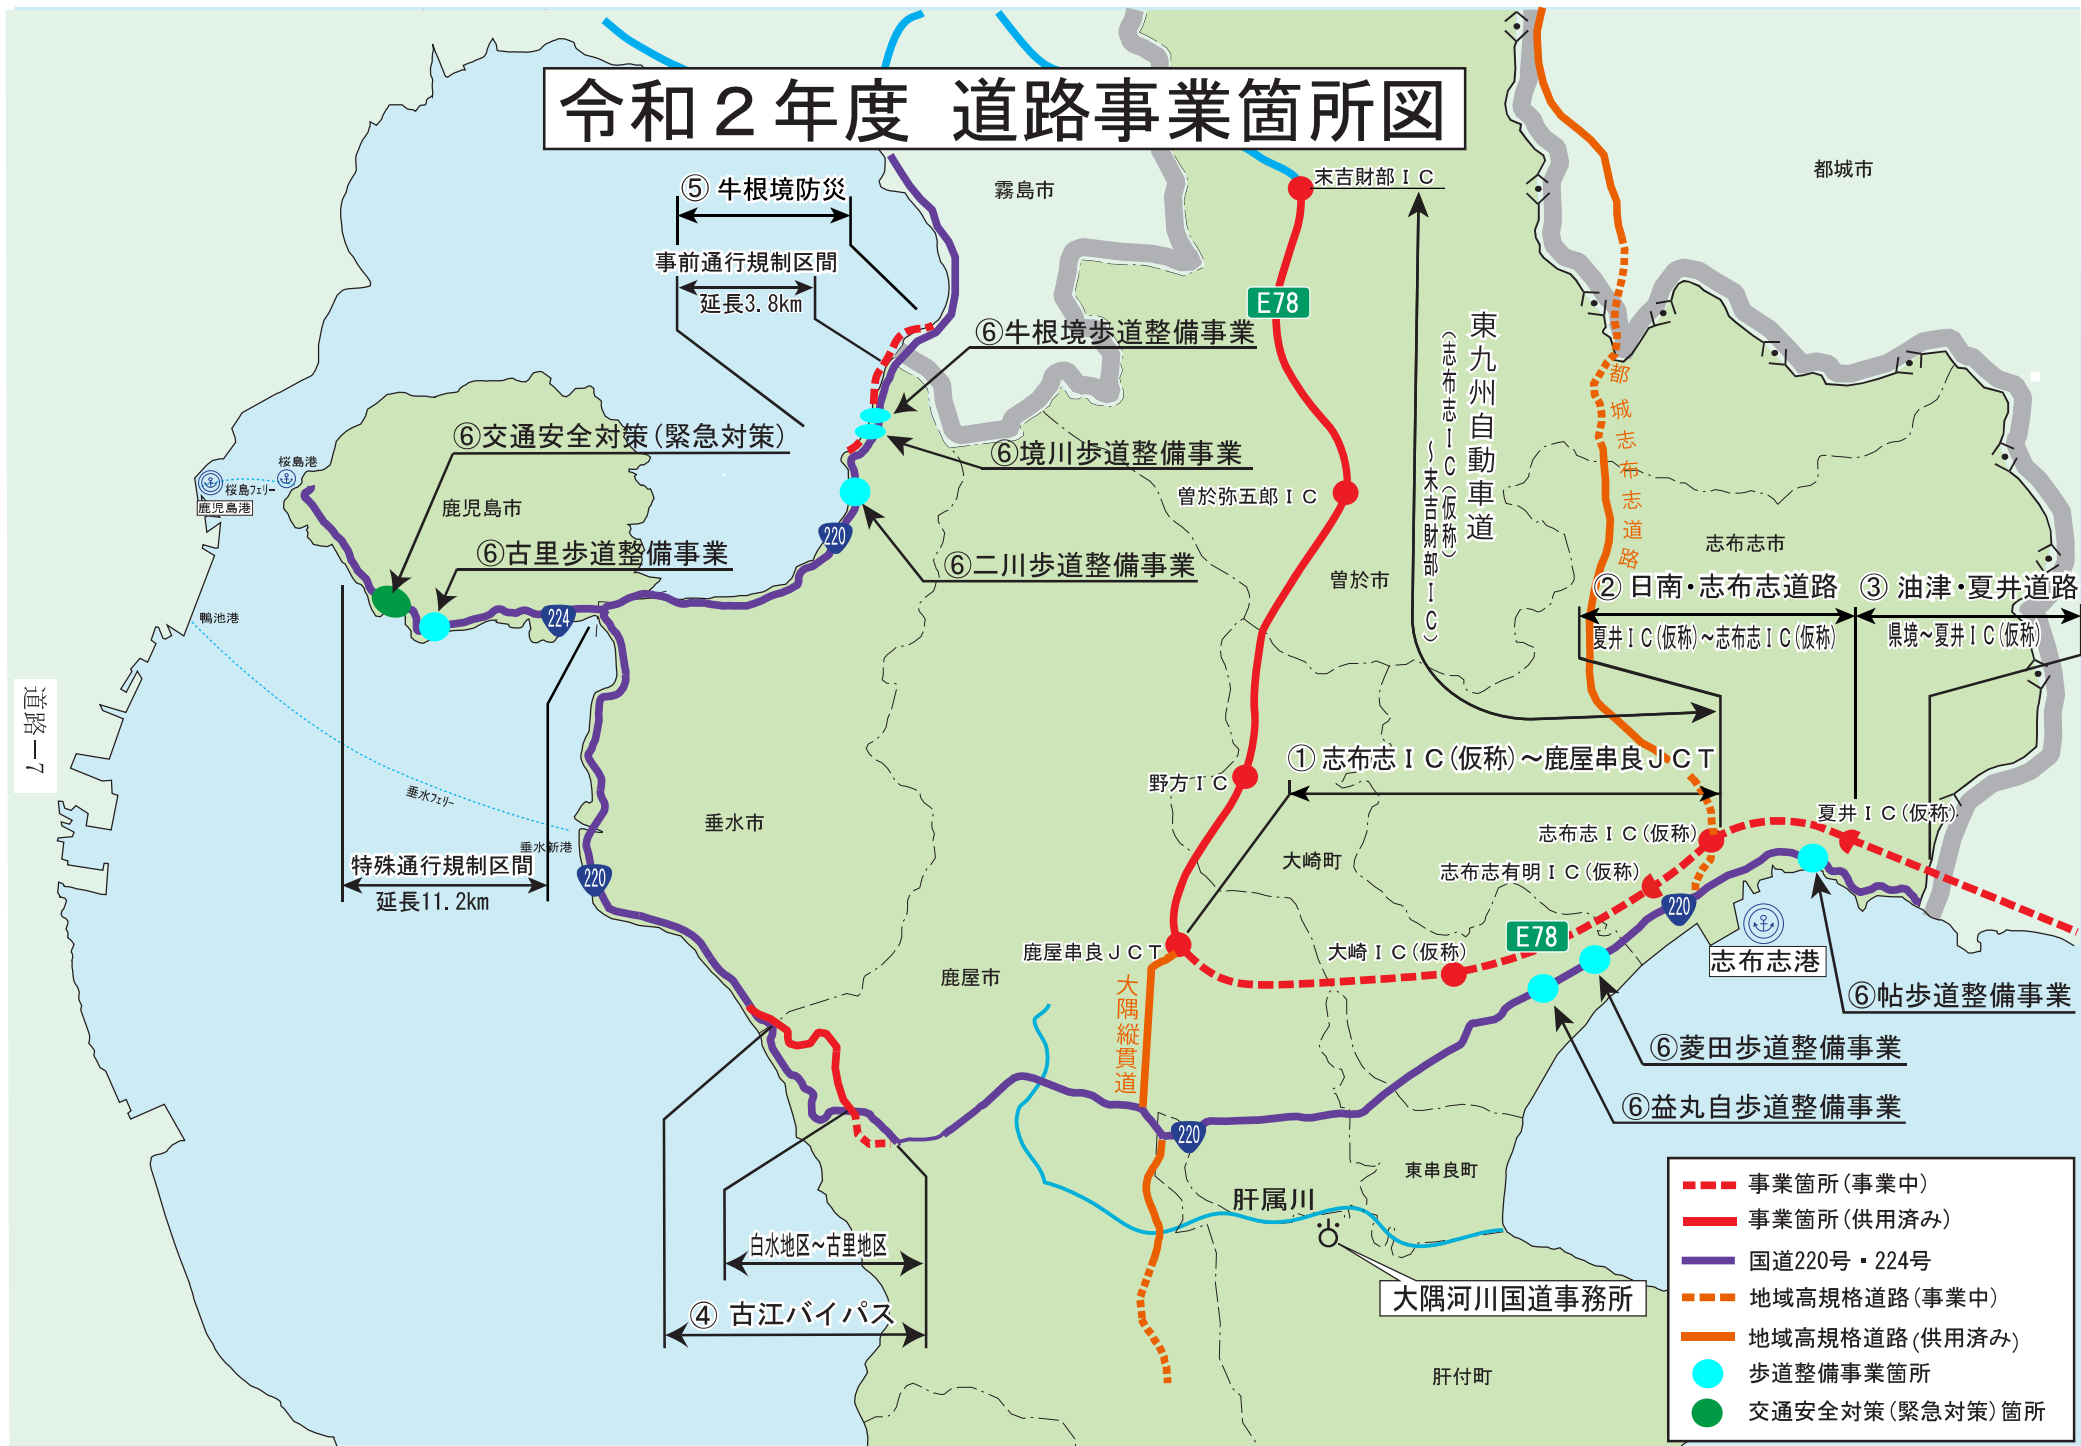 令和２年度 道路事業箇所図
都城市
霧島市
末吉財部ＩＣ
⑤ 牛根境防災
事前通行規制区間
延長3.8km
E78
⑥牛根境歩道整備事業
東九州自動車道
(志布志ＩＣ(仮称)
～末吉財部ＩＣ)
都城志布志道路
⑥交通安全対策(緊急対策)
⑥境川歩道整備事業
桜島港
桜島フェリー
鹿児島港
鹿児島市
曽於弥五郎ＩＣ
220
⑥古里歩道整備事業
⑥二川歩道整備事業
志布志市
曽於市
② 日南・志布志道路
③ 油津・夏井道路
夏井ＩＣ(仮称)～志布志ＩＣ(仮称)
県境～夏井ＩＣ(仮称)
鴨池港
224
道路－7
① 志布志ＩＣ(仮称)～鹿屋串良ＪＣＴ
野方ＩＣ
垂水フェリー
垂水市
夏井ＩＣ(仮称)
志布志ＩＣ(仮称)
垂水新港
大崎町
特殊通行規制区間
延長11.2km
220
志布志有明ＩＣ(仮称)
220
E78
鹿屋串良ＪＣＴ
大崎ＩＣ(仮称)
志布志港
鹿屋市
大隅縦貫道
⑥帖歩道整備事業
⑥菱田歩道整備事業
⑥益丸自歩道整備事業
220
東串良町
肝属川
白水地区～古里地区
④ 古江バイパス
大隅河川国道事務所
肝付町
事業箇所(事業中)
事業箇所(供用済み)
国道220号・224号
地域高規格道路(事業中)
地域高規格道路(供用済み)
歩道整備事業箇所
交通安全対策(緊急対策)箇所